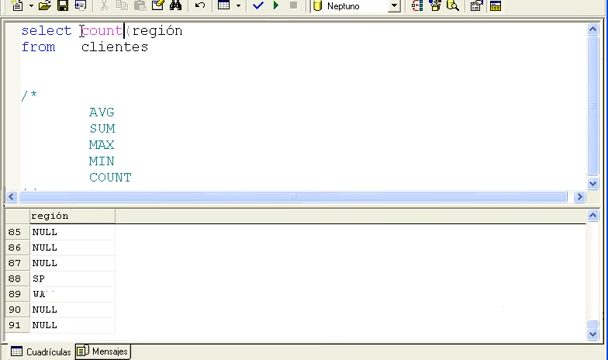 Neptuno
select count(región
from clientes
/*
AVG
SUM
MAX
MIN
COUNT
región
85 NULL
86 NULL
87 NULL
88 SP
89 WA
90 NULL
91 NULL
Cuadrículas Mensajes